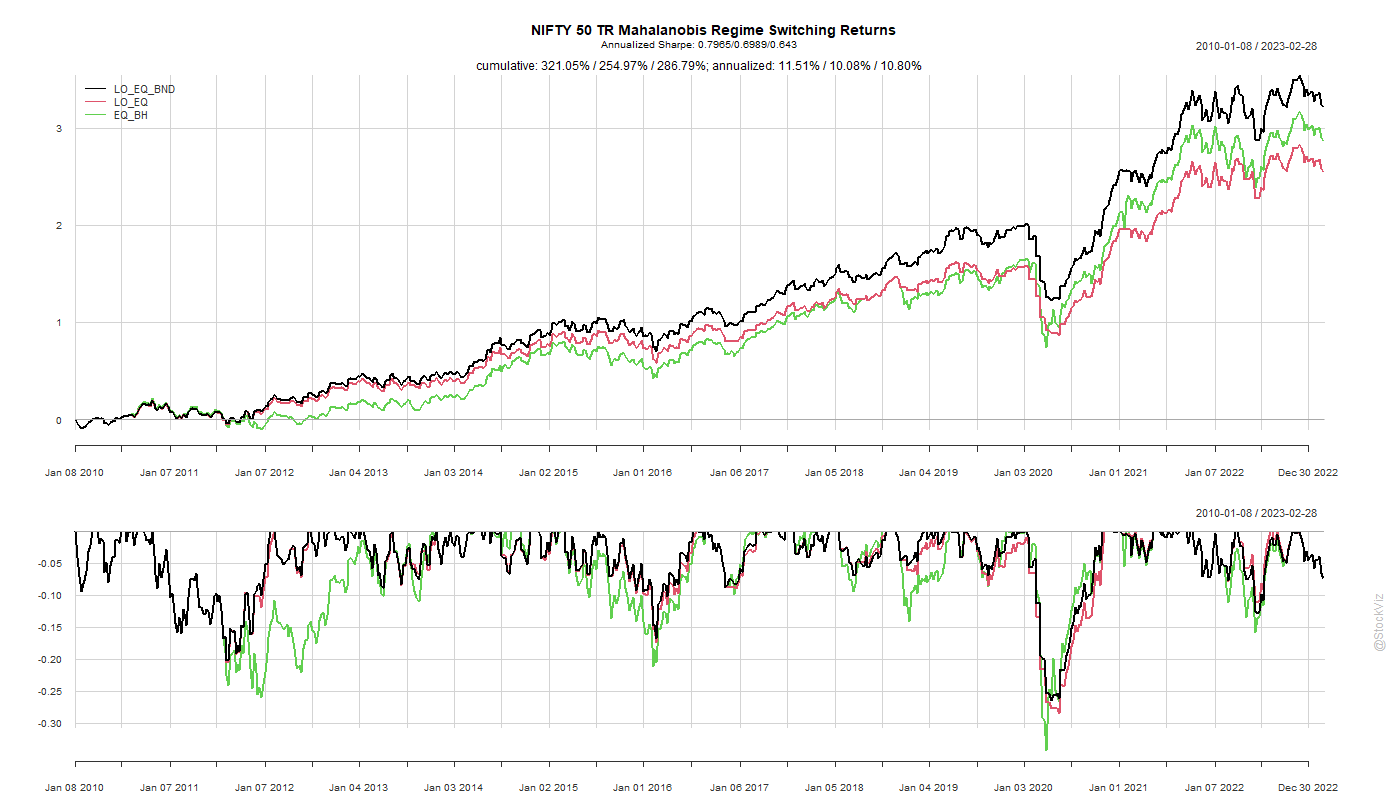 NIFTY 50 TR Mahalanobis Regime Switching Returns
Annualized Sharpe: 0.7965/0.6989/0.643
2010-01-08 / 2023-02-28
cumulative: 321.05% / 254.97% / 286.79%; annualized: 11.51% / 10.08% / 10.80%
LO_EQ_BND
LO_EQ
EQ_BH
3
2
1
0
Jan 08 2010 Jan 07 2011 Jan 07 2012 Jan 04 2013 Jan 03 2014 Jan 02 2015 Jan 01 2016 Jan 06 2017 Jan 05 2018 Jan 04 2019 Jan 03 2020 Jan 01 2021 Jan 07 2022 Dec 30 2022
2010-01-08 / 2023-02-28
-0.05
-0.10
-0.15
-0.20
-0.25
-0.30
@StockViz
Jan 08 2010 Jan 07 2011 Jan 07 2012 Jan 04 2013 Jan 03 2014 Jan 02 2015 Jan 01 2016 Jan 06 2017 Jan 05 2018 Jan 04 2019 Jan 03 2020 Jan 01 2021 Jan 07 2022 Dec 30 2022